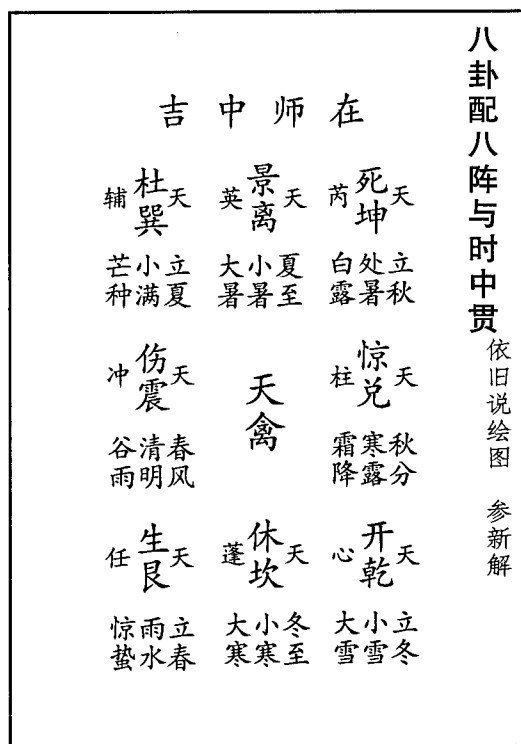 八卦配八阵与时中贯
依旧说绘图 参新解
在师中吉
天 死坤 芮
立秋 处暑 白露
天 景离 英
夏至 小暑 大暑
天 杜巽 辅
立夏 小满 芒种
天 惊兑 柱
秋分 寒露 霜降
天禽
天 伤震 冲
春风 清明 谷雨
天 开乾 心
立冬 小雪 大雪
天 休坎 蓬
冬至 小寒 大寒
天 生艮 任
立春 雨水 惊蛰